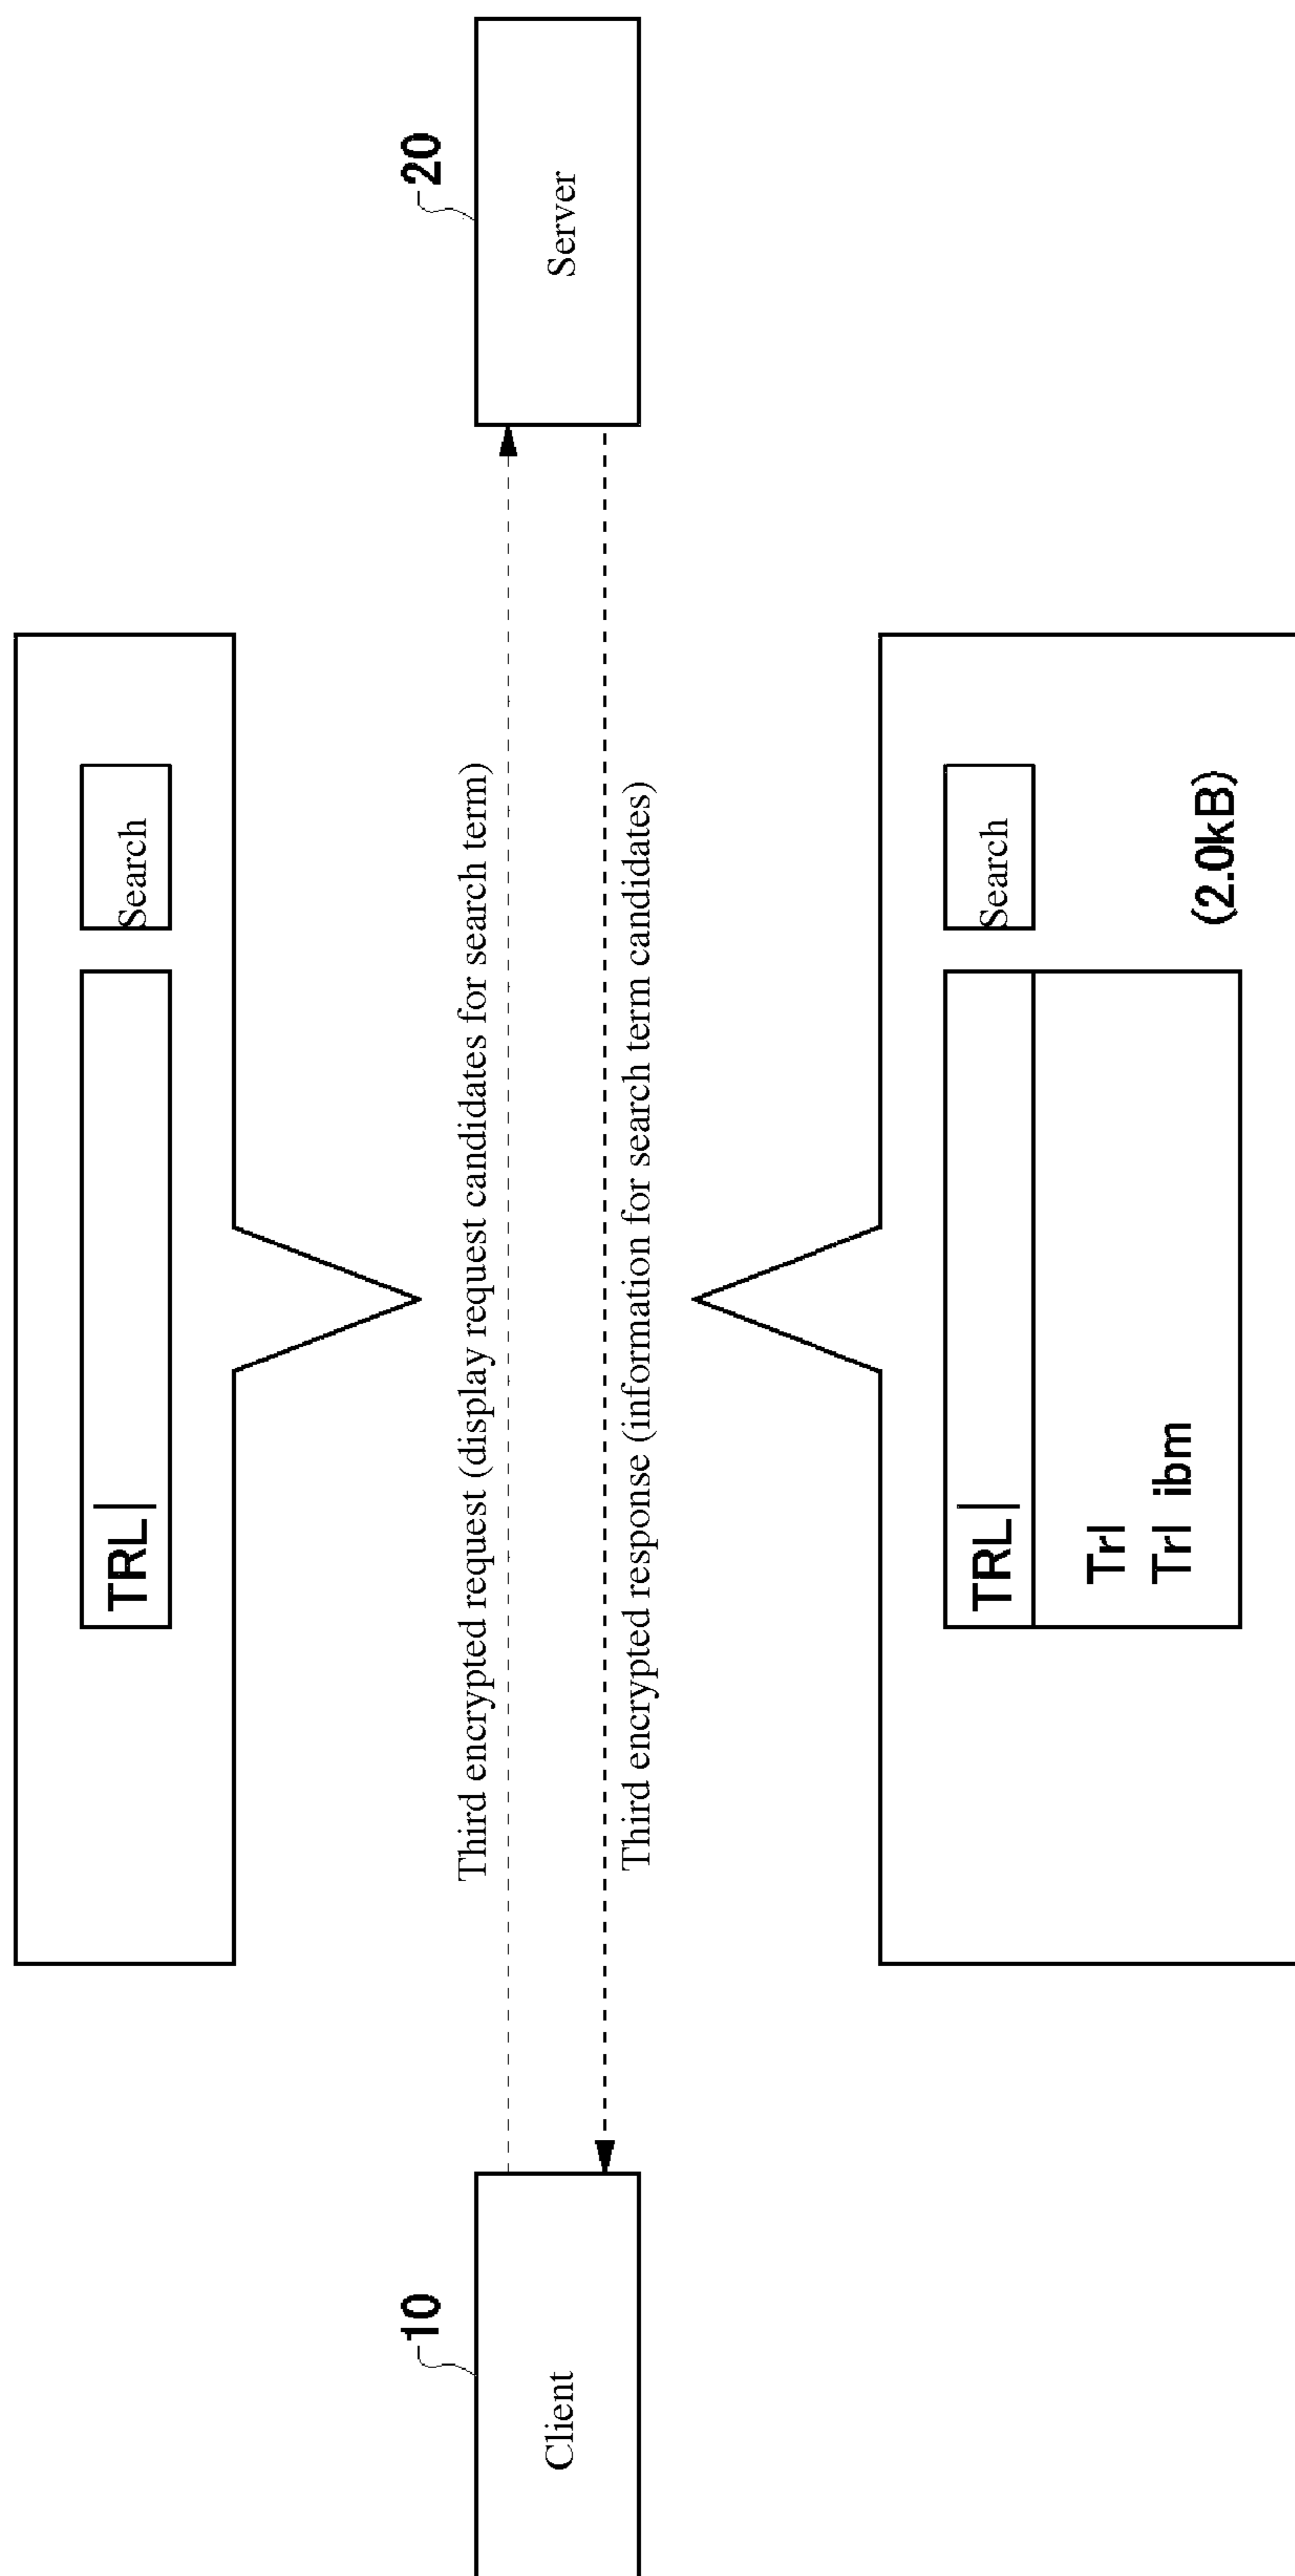 TRL|
Search
10
20
Client
Third encrypted request (display request candidates for search term)
Server
Third encrypted response (information for search term candidates)
TRL|
Search
Trl
Trl ibm
(2.0kB)